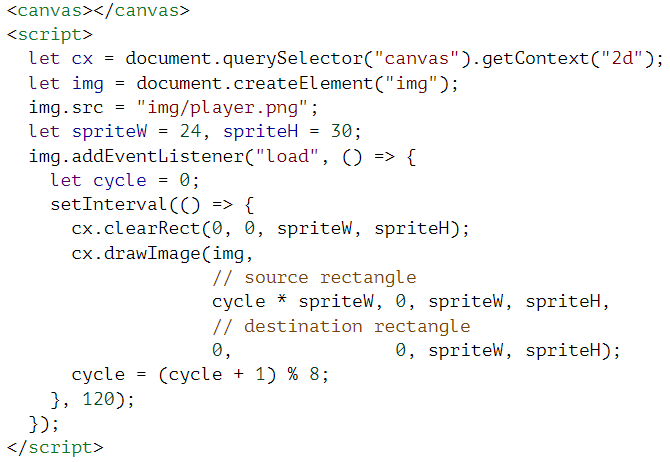 <canvas></canvas>
<script>
  let cx = document.querySelector("canvas").getContext("2d");
  let img = document.createElement("img");
  img.src = "img/player.png";
  let spriteW = 24, spriteH = 30;
  img.addEventListener("load", () => {
    let cycle = 0;
    setInterval(() => {
      cx.clearRect(0, 0, spriteW, spriteH);
      cx.drawImage(img,
                   // source rectangle
                   cycle * spriteW, 0, spriteW, spriteH,
                   // destination rectangle
                   0,               0, spriteW, spriteH);
      cycle = (cycle + 1) % 8;
    }, 120);
  });
</script>